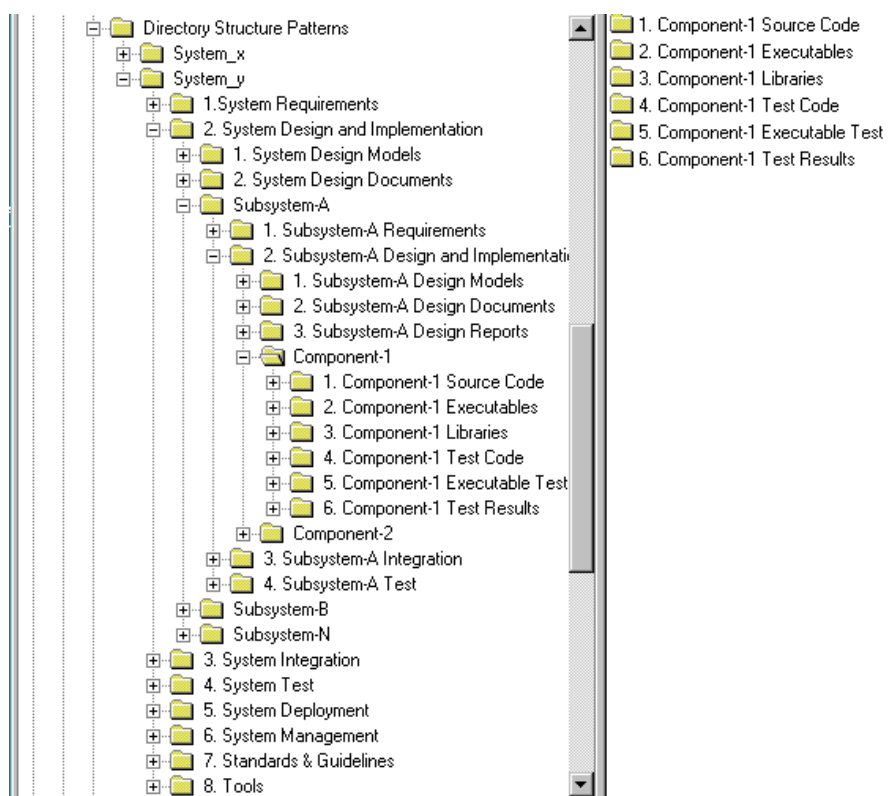 Directory Structure Patterns
System_x
System_y
1.System Requirements
2. System Design and Implementation
1. System Design Models
2. System Design Documents
Subsystem-A
1. Subsystem-A Requirements
2. Subsystem-A Design and Implementati
1. Subsystem-A Design Models
2. Subsystem-A Design Documents
3. Subsystem-A Design Reports
Component-1
1. Component-1 Source Code
2. Component-1 Executables
3. Component-1 Libraries
4. Component-1 Test Code
5. Component-1 Executable Test
6. Component-1 Test Results
Component-2
3. Subsystem-A Integration
4. Subsystem-A Test
Subsystem-B
Subsystem-N
3. System Integration
4. System Test
5. System Deployment
6. System Management
7. Standards & Guidelines
8. Tools
1. Component-1 Source Code
2. Component-1 Executables
3. Component-1 Libraries
4. Component-1 Test Code
5. Component-1 Executable Test
6. Component-1 Test Results